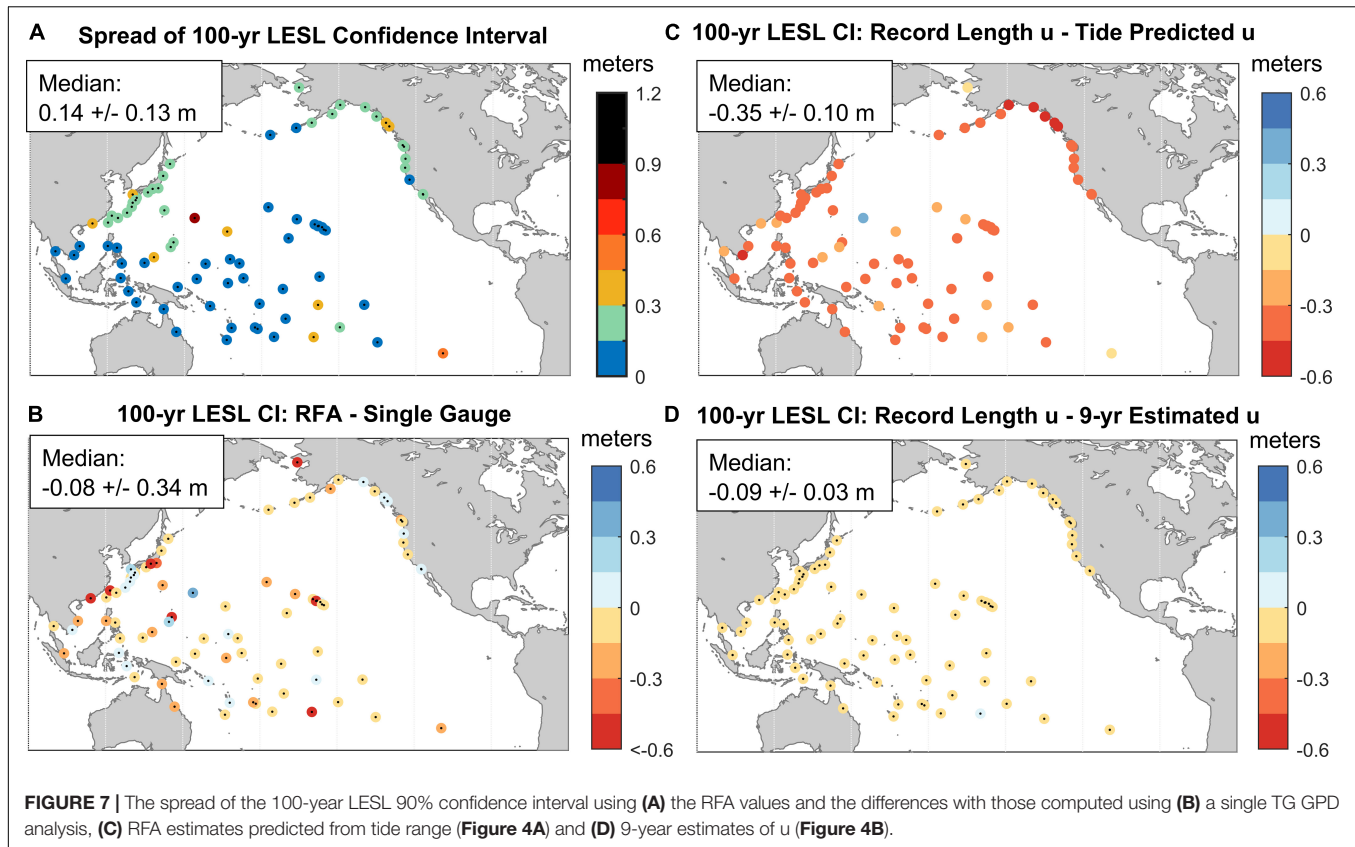 A Spread of 100-yr LESL Confidence Interval
meters
Median:
0.14 +/- 0.13 m
1.2
0.9
0.6
0.3
0
C 100-yr LESL CI: Record Length u - Tide Predicted u
meters
Median:
-0.35 +/- 0.10 m
0.6
0.3
0
-0.3
-0.6
B 100-yr LESL CI: RFA - Single Gauge
meters
Median:
-0.08 +/- 0.34 m
0.6
0.3
0
-0.3
<-0.6
D 100-yr LESL CI: Record Length u - 9-yr Estimated u
meters
Median:
-0.09 +/- 0.03 m
0.6
0.3
0
-0.3
-0.6
FIGURE 7 | The spread of the 100-year LESL 90% confidence interval using (A) the RFA values and the differences with those computed using (B) a single TG GPD
analysis, (C) RFA estimates predicted from tide range (Figure 4A) and (D) 9-year estimates of u (Figure 4B).